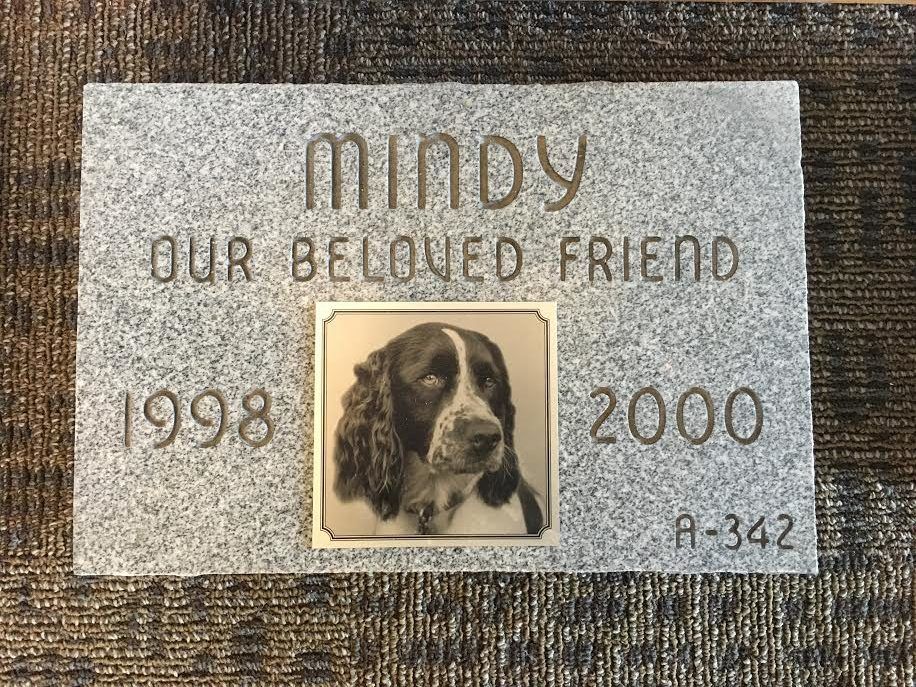 MINDY
OUR BELOVED FRIEND
1998 2000
A-342